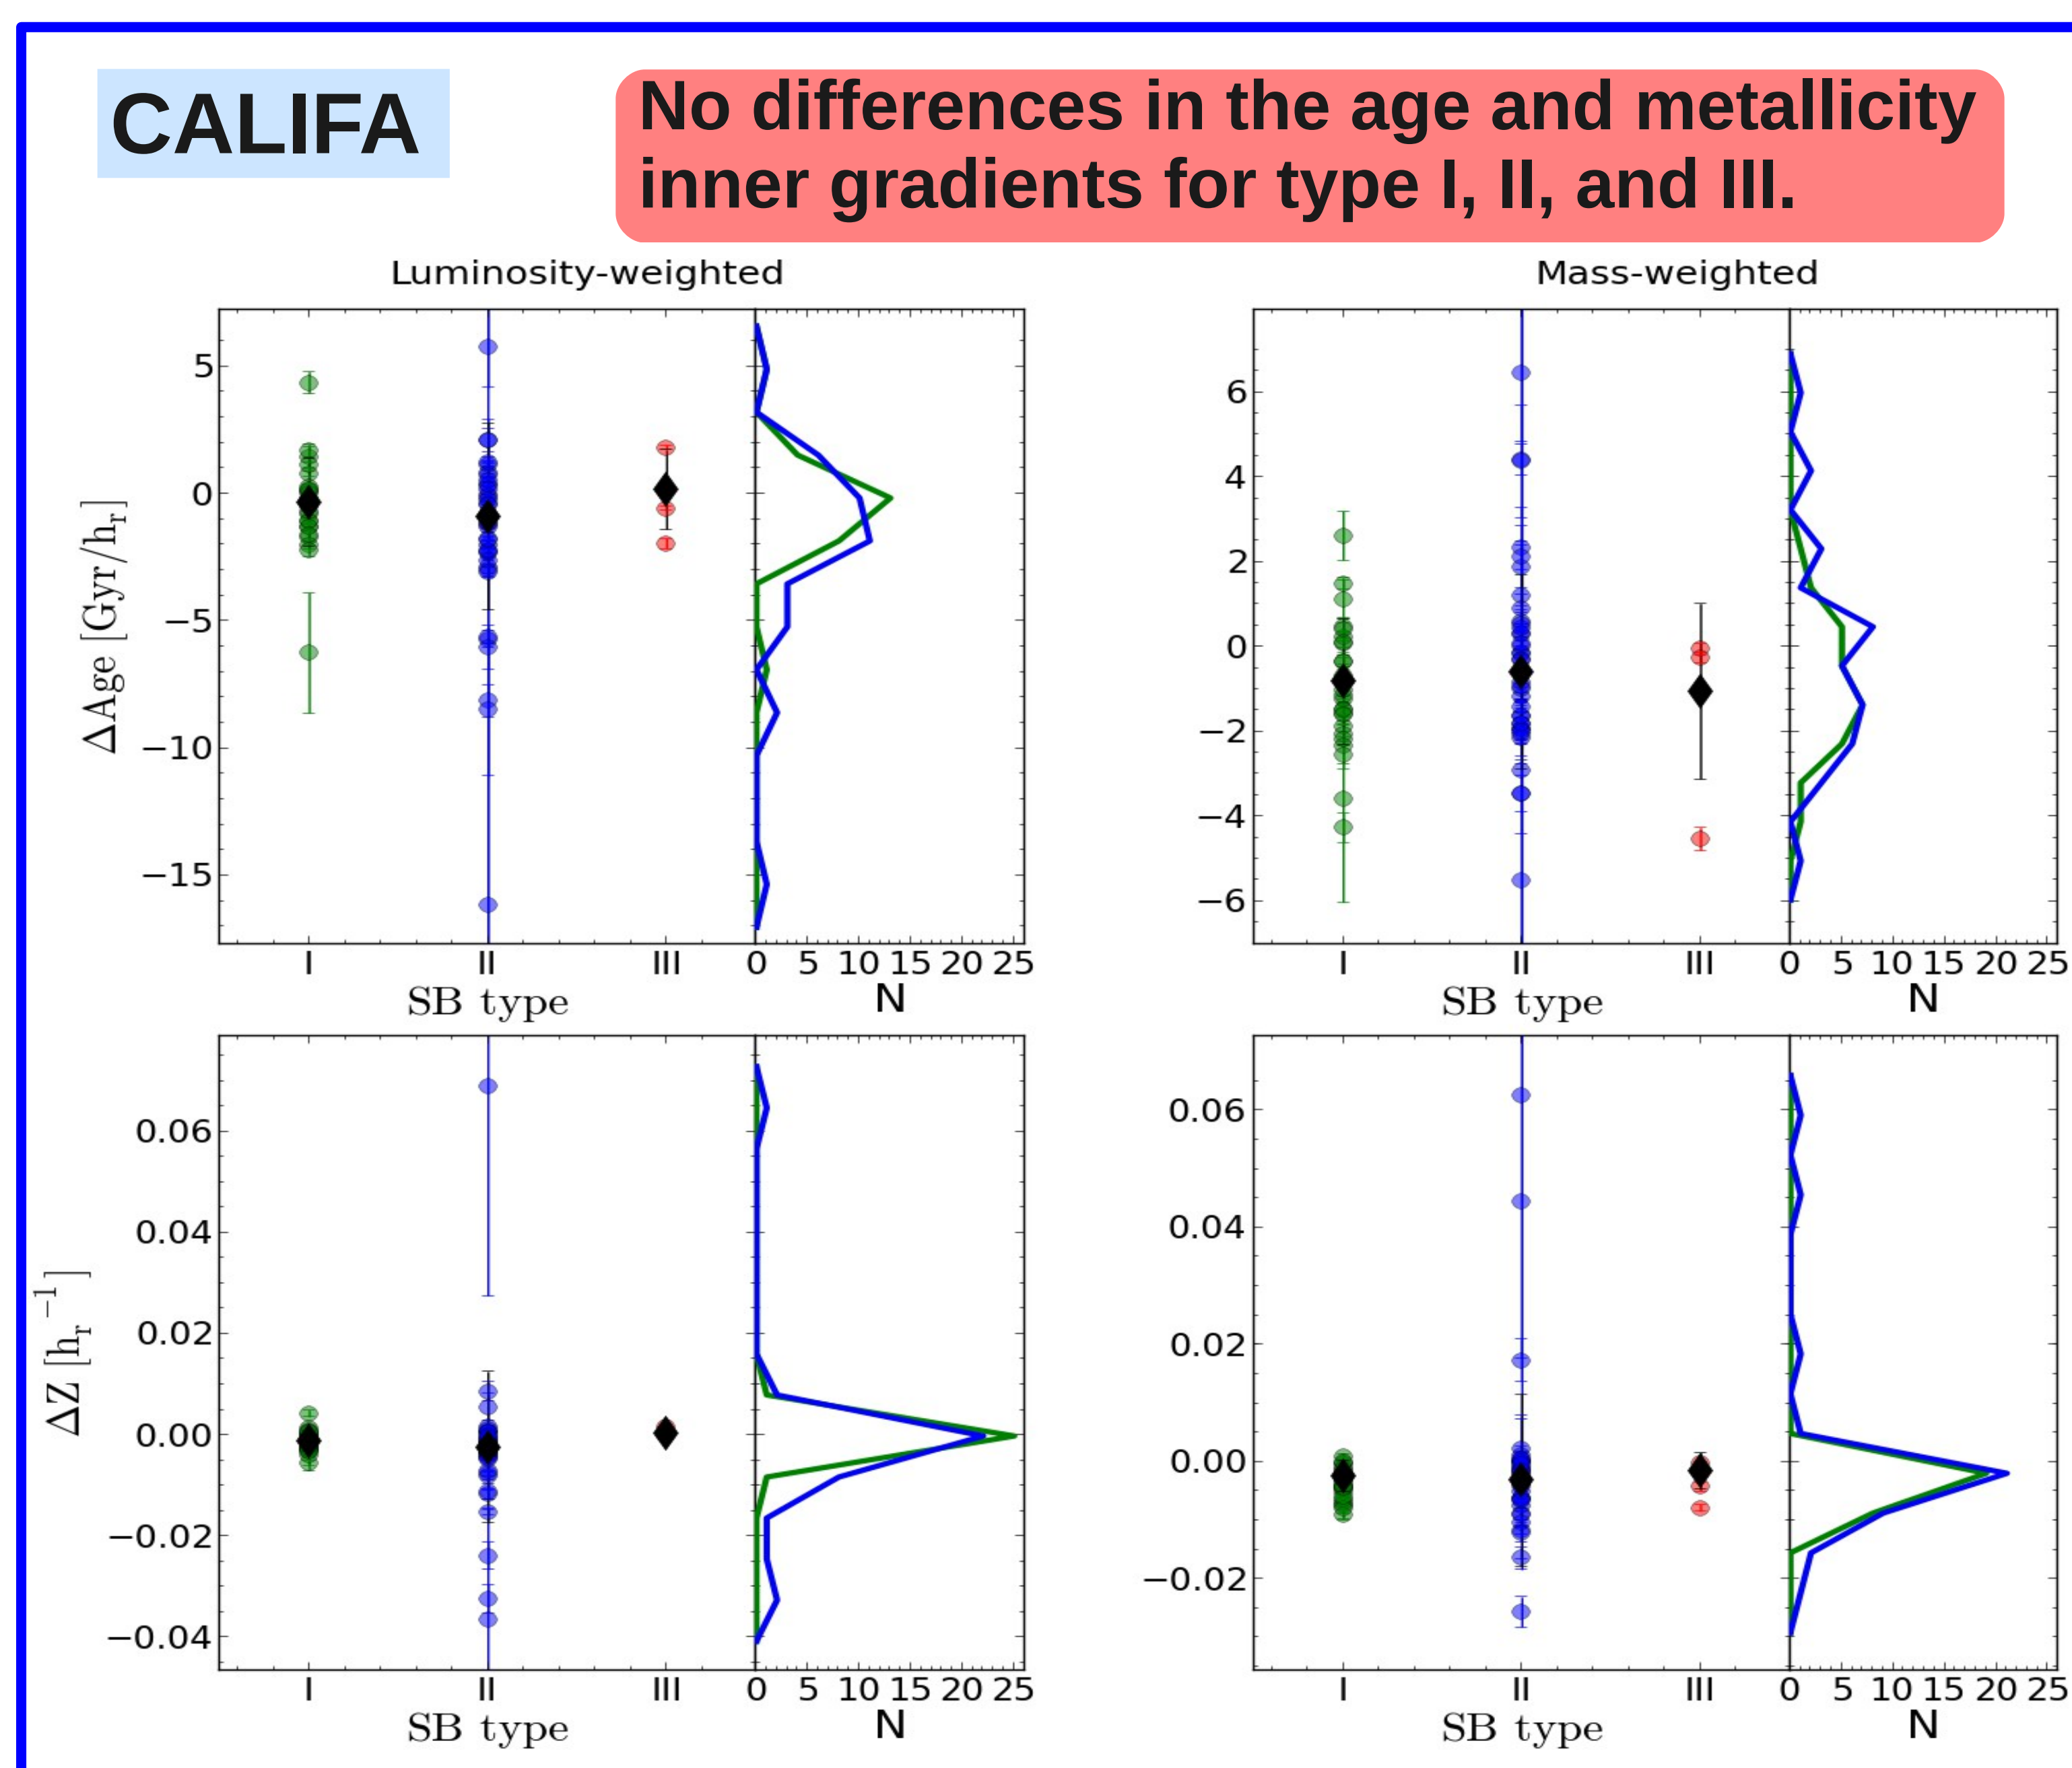 CALIFA
No differences in the age and metallicity
inner gradients for type I, II, and III.
Luminosity-weighted
ΔAge [Gyr/h_r]
5
0
−5
−10
−15
I II III 0 5 10 15 20 25
SB type N
Mass-weighted
6
4
2
0
−2
−4
−6
I II III 0 5 10 15 20 25
SB type N
ΔZ [h_r^−1]
0.06
0.04
0.02
0.00
−0.02
−0.04
I II III 0 5 10 15 20 25
SB type N
0.06
0.04
0.02
0.00
−0.02
I II III 0 5 10 15 20 25
SB type N